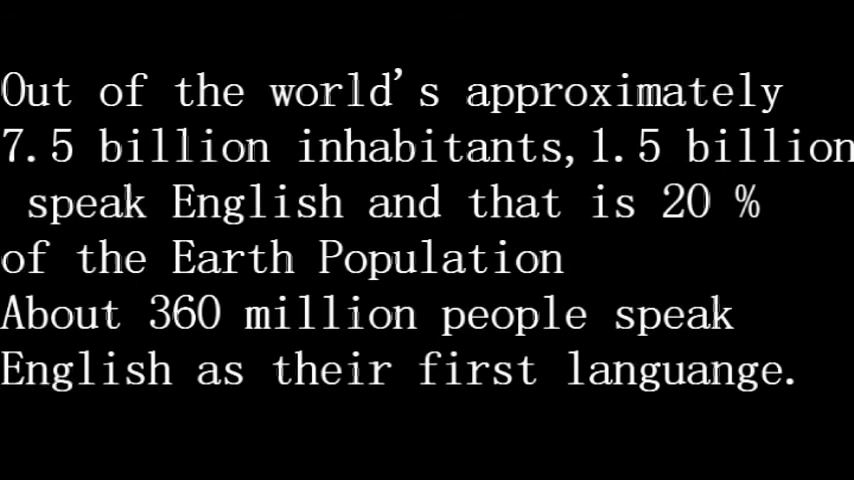 Out of the world's approximately
7.5 billion inhabitants,1.5 billion
speak English and that is 20 %
of the Earth Population
About 360 million people speak
English as their first languange.